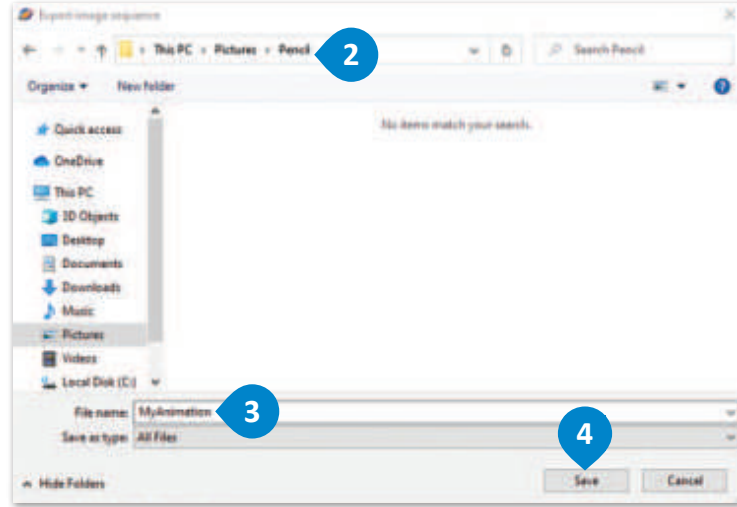 Export image sequence
This PC › Pictures › Pencil
2
Search Pencil
Organize
New folder
No items match your search.
Quick access
OneDrive
This PC
3D Objects
Desktop
Documents
Downloads
Music
Pictures
Videos
Local Disk (C:)
File name: MyAnimation
3
Save as type: All Files
4
Hide Folders
Save
Cancel